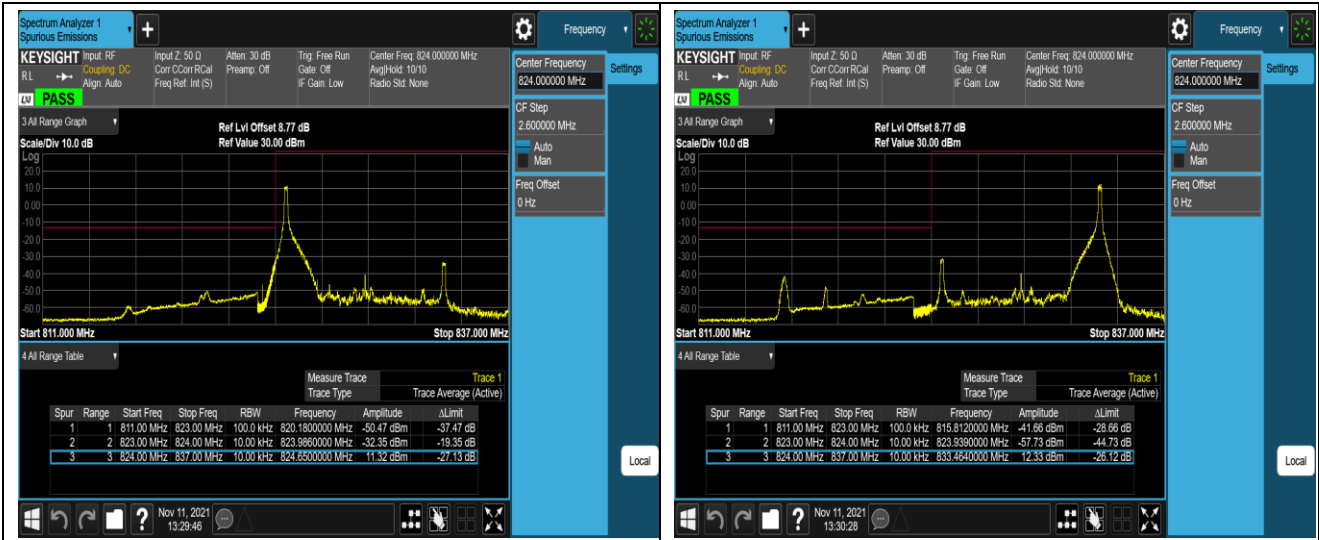 Spectrum Analyzer 1
Spurious Emissions
+
Frequency
KEYSIGHT
RL
Input: RF
Coupling: DC
Align: Auto
Input Z: 50 Ω
Corr CCorr RCal
Freq Ref: Int (S)
Atten: 30 dB
Preamp: Off
Trig: Free Run
Gate: Off
IF Gain: Low
Center Freq: 824.000000 MHz
Avg|Hold: 10/10
Radio Std: None
LXI PASS
Center Frequency
824.000000 MHz
Settings
CF Step
2.600000 MHz
Auto
Man
Freq Offset
0 Hz
3 All Range Graph
Ref Lvl Offset 8.77 dB
Scale/Div 10.0 dB
Ref Value 30.00 dBm
Log
20.0
10.0
0.00
-10.0
-20.0
-30.0
-40.0
-50.0
-60.0
Start 811.000 MHz
Stop 837.000 MHz
4 All Range Table
Measure Trace Trace 1
Trace Type Trace Average (Active)
Spur Range Start Freq Stop Freq RBW Frequency Amplitude ΔLimit
1 1 811.00 MHz 823.00 MHz 100.0 kHz 820.1800000 MHz -50.47 dBm -37.47 dB
2 2 823.00 MHz 824.00 MHz 10.00 kHz 823.9860000 MHz -32.35 dBm -19.35 dB
3 3 824.00 MHz 837.00 MHz 10.00 kHz 824.6500000 MHz 11.32 dBm -27.13 dB
Local
?
Nov 11, 2021
13:29:46
Spectrum Analyzer 1
Spurious Emissions
+
Frequency
KEYSIGHT
RL
Input: RF
Coupling: DC
Align: Auto
Input Z: 50 Ω
Corr CCorr RCal
Freq Ref: Int (S)
Atten: 30 dB
Preamp: Off
Trig: Free Run
Gate: Off
IF Gain: Low
Center Freq: 824.000000 MHz
Avg|Hold: 10/10
Radio Std: None
LXI PASS
Center Frequency
824.000000 MHz
Settings
CF Step
2.600000 MHz
Auto
Man
Freq Offset
0 Hz
3 All Range Graph
Ref Lvl Offset 8.77 dB
Scale/Div 10.0 dB
Ref Value 30.00 dBm
Log
20.0
10.0
0.00
-10.0
-20.0
-30.0
-40.0
-50.0
-60.0
Start 811.000 MHz
Stop 837.000 MHz
4 All Range Table
Measure Trace Trace 1
Trace Type Trace Average (Active)
Spur Range Start Freq Stop Freq RBW Frequency Amplitude ΔLimit
1 1 811.00 MHz 823.00 MHz 100.0 kHz 815.8120000 MHz -41.66 dBm -28.66 dB
2 2 823.00 MHz 824.00 MHz 10.00 kHz 823.9390000 MHz -57.73 dBm -44.73 dB
3 3 824.00 MHz 837.00 MHz 10.00 kHz 833.4640000 MHz 12.33 dBm -26.12 dB
Local
?
Nov 11, 2021
13:30:28